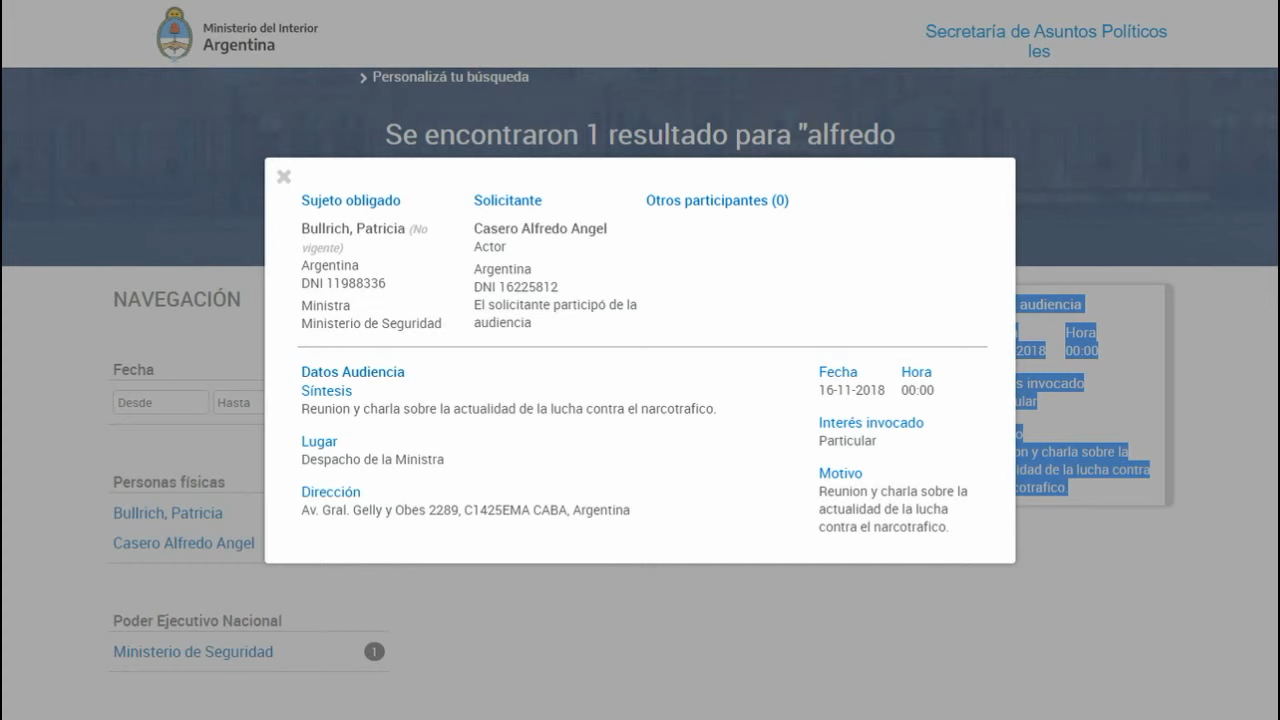 Ministerio del Interior
Argentina
Secretaría de Asuntos Políticos
les
Personalizá tu búsqueda
Se encontraron 1 resultado para "alfredo
Sujeto obligado
Bullrich, Patricia (No
vigente)
Argentina
DNI 11988336
Ministra
Ministerio de Seguridad
Solicitante
Casero Alfredo Angel
Actor
Argentina
DNI 16225812
El solicitante participó de la
audiencia
Otros participantes (0)
Datos Audiencia
Síntesis
Reunion y charla sobre la actualidad de la lucha contra el narcotrafico.
Lugar
Despacho de la Ministra
Dirección
Av. Gral. Gelly y Obes 2289, C1425EMA CABA, Argentina
Fecha Hora
16-11-2018 00:00
Interés invocado
Particular
Motivo
Reunion y charla sobre la
actualidad de la lucha
contra el narcotrafico.
NAVEGACIÓN
Fecha
Desde Hasta
Personas físicas
Bullrich, Patricia
Casero Alfredo Angel
Poder Ejecutivo Nacional
Ministerio de Seguridad 1
audiencia
Hora
2018 00:00
s invocado
ular
o
on y charla sobre la
alidad de la lucha contra
cotrafico